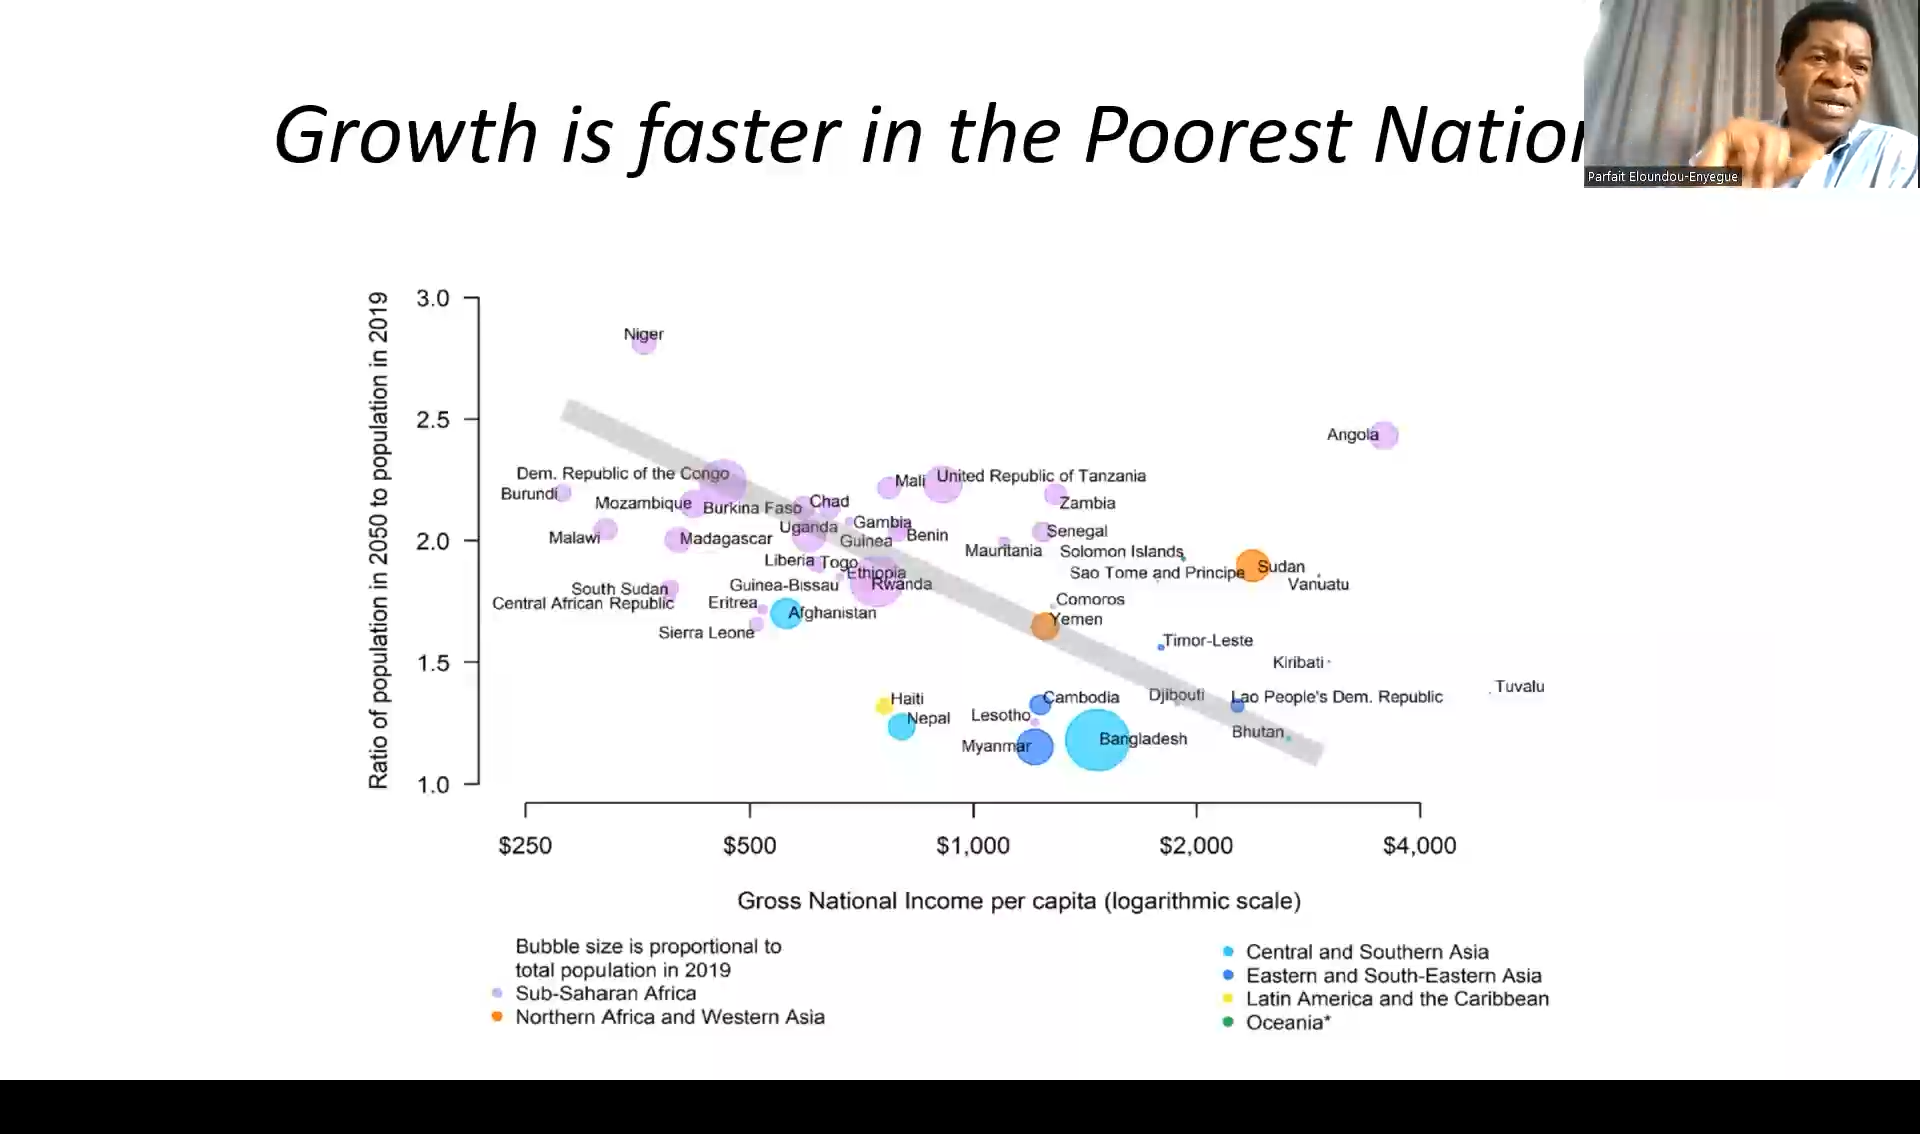 Growth is faster in the Poorest Nation
Parfait Eloundou-Enyegue
Ratio of population in 2050 to population in 2019
3.0
2.5
2.0
1.5
1.0
Niger
Angola
Dem. Republic of the Congo
Mali
United Republic of Tanzania
Burundi
Mozambique
Burkina Faso
Chad
Zambia
Gambia
Uganda
Malawi
Madagascar
Guinea
Benin
Senegal
Mauritania
Solomon Islands
Liberia
Togo
Ethiopia
Sao Tome and Principe
Sudan
South Sudan
Guinea-Bissau
Rwanda
Vanuatu
Central African Republic
Eritrea
Afghanistan
Comoros
Sierra Leone
Yemen
Timor-Leste
Kiribati
Tuvalu
Haiti
Cambodia
Djibouti
Lao People's Dem. Republic
Nepal
Lesotho
Myanmar
Bangladesh
Bhutan
$250
$500
$1,000
$2,000
$4,000
Gross National Income per capita (logarithmic scale)
Bubble size is proportional to
total population in 2019
Sub-Saharan Africa
Northern Africa and Western Asia
Central and Southern Asia
Eastern and South-Eastern Asia
Latin America and the Caribbean
Oceania*